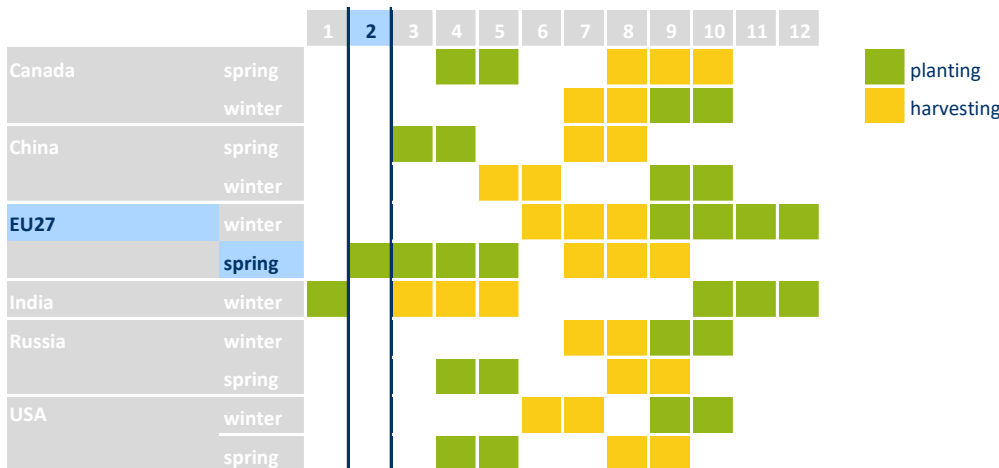 1 2 3 4 5 6 7 8 9 10 11 12
Canada spring
planting
winter
harvesting
China spring
winter
EU27 winter
spring
India winter
Russia winter
spring
USA winter
spring